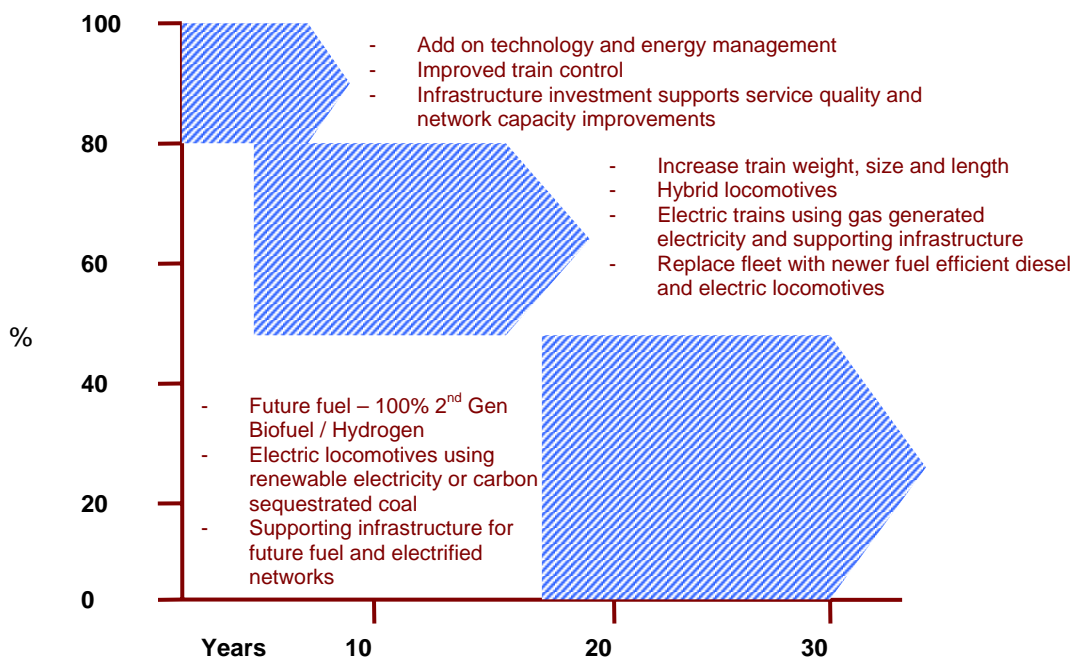 100
- Add on technology and energy management
- Improved train control
- Infrastructure investment supports service quality and
network capacity improvements
80
- Increase train weight, size and length
- Hybrid locomotives
- Electric trains using gas generated
electricity and supporting infrastructure
- Replace fleet with newer fuel efficient diesel
and electric locomotives
60
%
40
- Future fuel – 100% 2nd Gen
Biofuel / Hydrogen
- Electric locomotives using
renewable electricity or carbon
sequestrated coal
- Supporting infrastructure for
future fuel and electrified
networks
20
0
Years 10 20 30